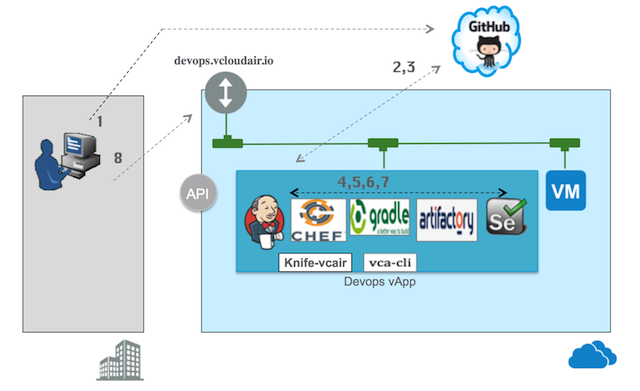 GitHub
devops.vcloudair.io
2,3
1
8
API
4,5,6,7
CHEF
gradle
a better way to build
artifactory
Se
VM
Knife-vcair
vca-cli
Devops vApp